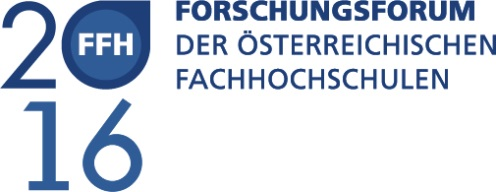 20 FFH
16
FORSCHUNGSFORUM
DER ÖSTERREICHISCHEN
FACHHOCHSCHULEN